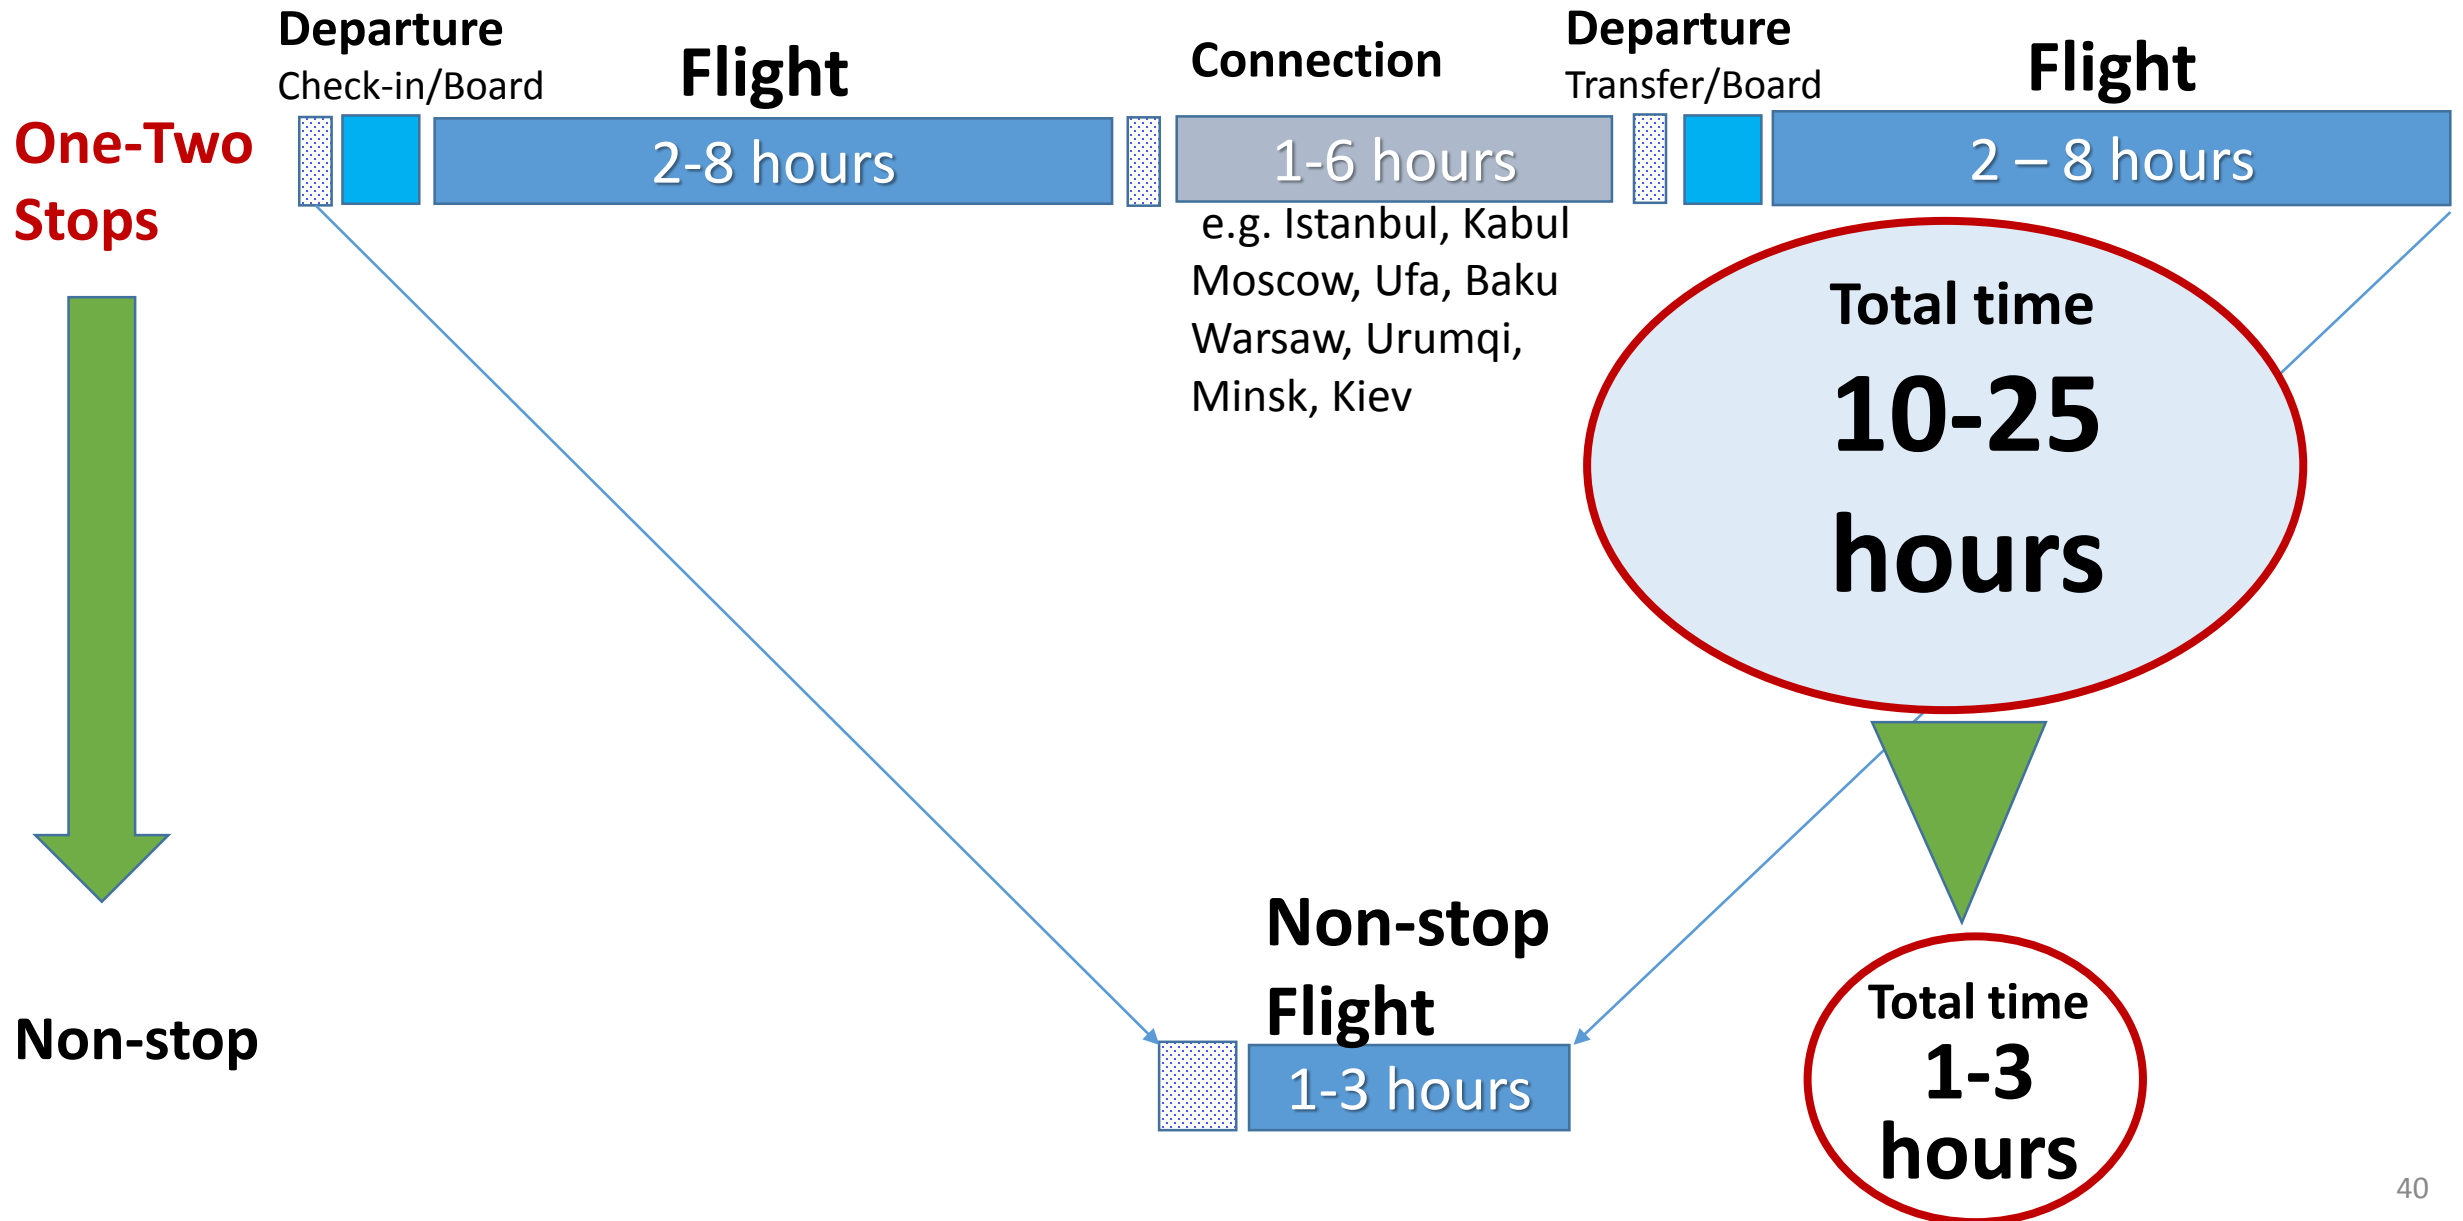 Departure
Check-in/Board
Flight
Connection
Departure
Transfer/Board
Flight
One-Two
Stops
2-8 hours
1-6 hours
2 – 8 hours
e.g. Istanbul, Kabul
Moscow, Ufa, Baku
Warsaw, Urumqi,
Minsk, Kiev
Total time
10-25
hours
Non-stop
Non-stop
Flight
1-3 hours
Total time
1-3
hours
40